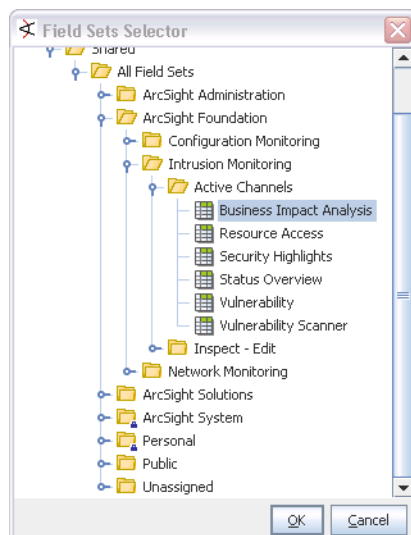 Field Sets Selector
Shared
All Field Sets
ArcSight Administration
ArcSight Foundation
Configuration Monitoring
Intrusion Monitoring
Active Channels
Business Impact Analysis
Resource Access
Security Highlights
Status Overview
Vulnerability
Vulnerability Scanner
Inspect - Edit
Network Monitoring
ArcSight Solutions
ArcSight System
Personal
Public
Unassigned
OK Cancel